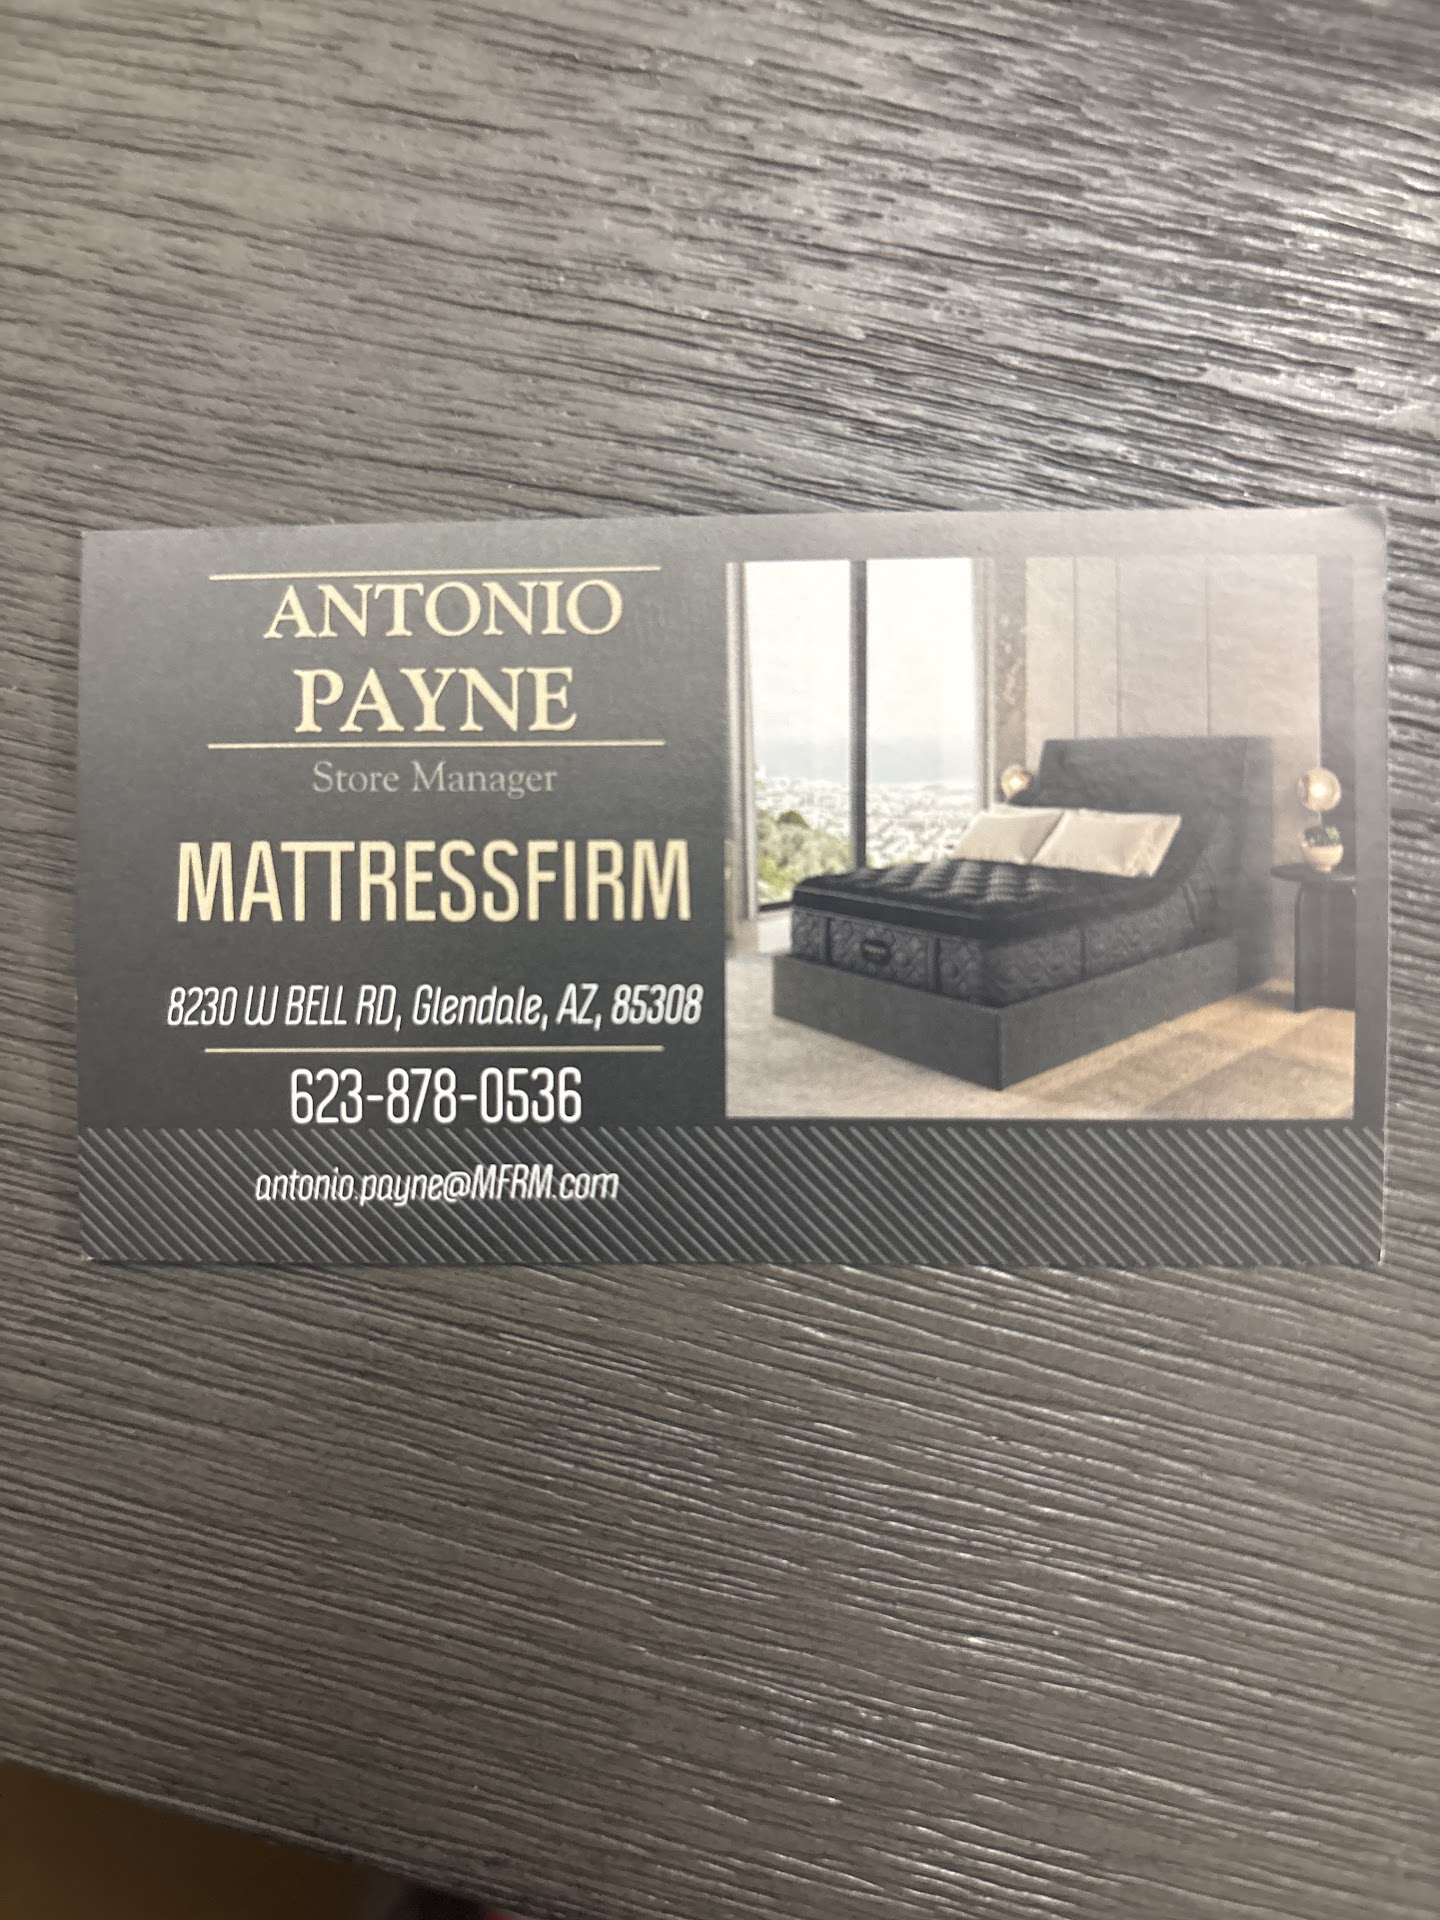 ANTONIO
PAYNE
Store Manager
MATTRESSFIRM
8230 W BELL RD, Glendale, AZ, 85308
623-878-0536
antonio.payne@MFRM.com